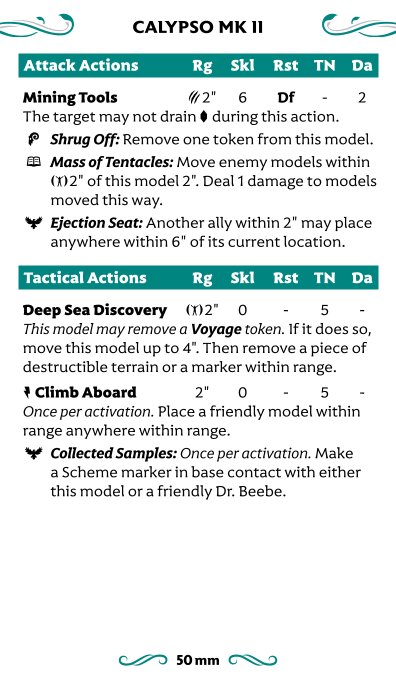 CALYPSO MK II
Attack Actions Rg Skl Rst TN Da
Mining Tools 2" 6 Df - 2
The target may not drain during this action.
Shrug Off: Remove one token from this model.
Mass of Tentacles: Move enemy models within
2" of this model 2". Deal 1 damage to models
moved this way.
Ejection Seat: Another ally within 2" may place
anywhere within 6" of its current location.
Tactical Actions Rg Skl Rst TN Da
Deep Sea Discovery 2" 0 - 5 -
This model may remove a Voyage token. If it does so,
move this model up to 4". Then remove a piece of
destructible terrain or a marker within range.
Climb Aboard 2" 0 - 5 -
Once per activation. Place a friendly model within
range anywhere within range.
Collected Samples: Once per activation. Make
a Scheme marker in base contact with either
this model or a friendly Dr. Beebe.
50 mm